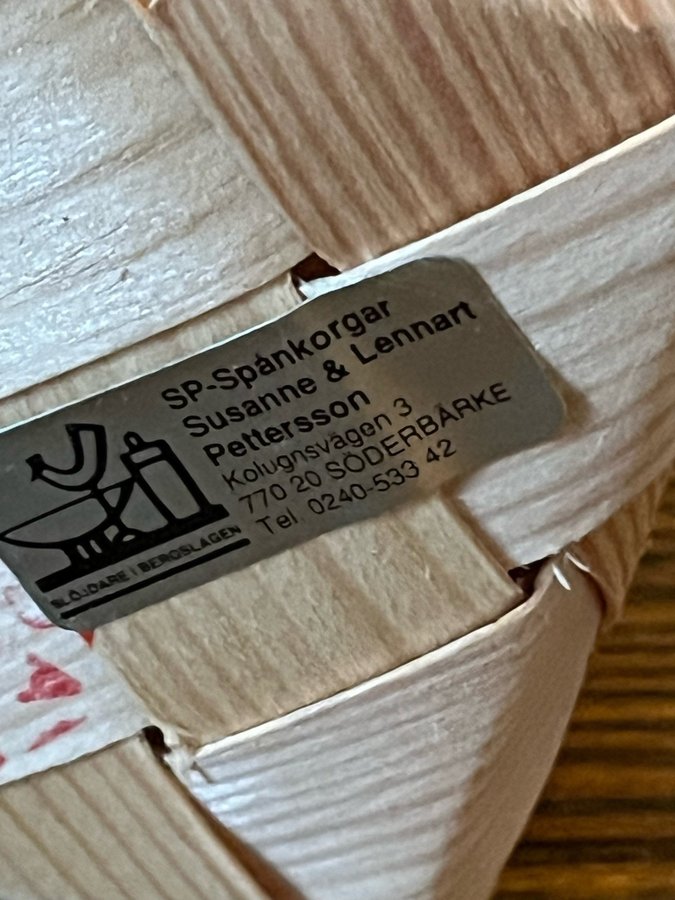 SP-Spånkorgar
Susanne & Lennart
Pettersson
Kolugnsvägen 3
770 20 SÖDERBÄRKE
Tel. 0240-533 42
SLÖJDARE I BERGSLAGEN